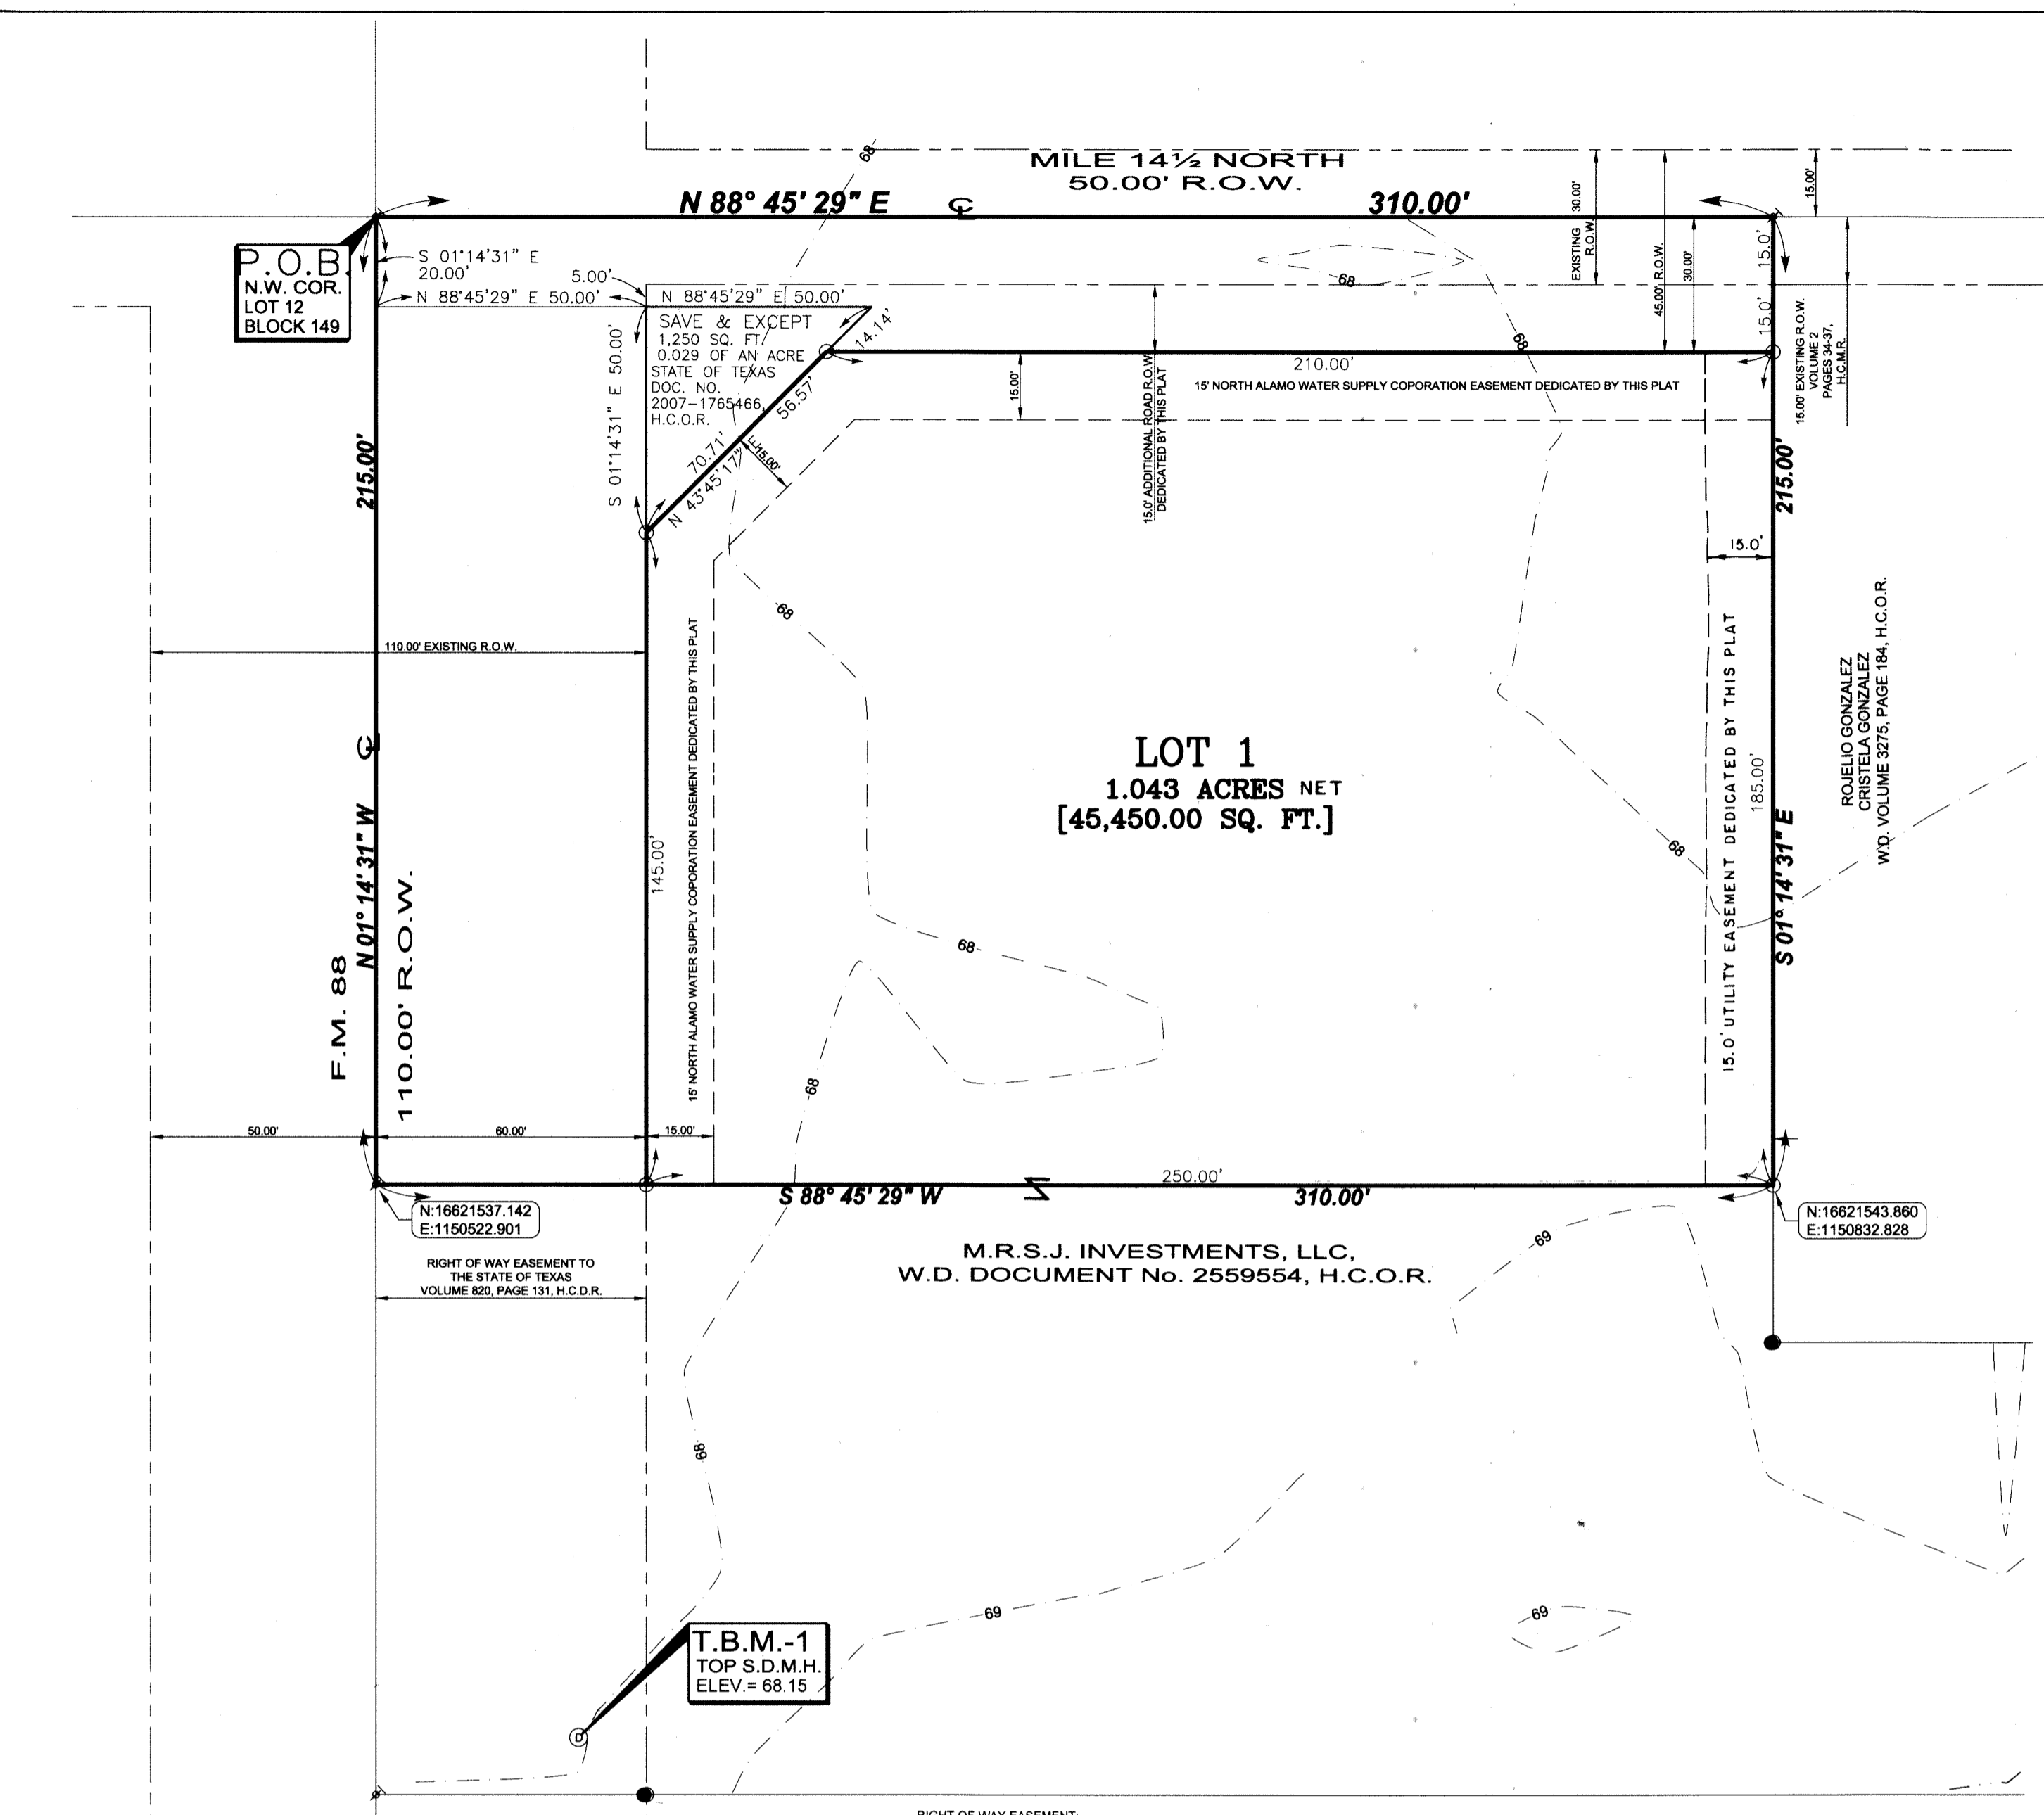 MILE 14½ NORTH
50.00' R.O.W.
N 88° 45' 29" E
310.00'
68
15.00'
EXISTING 30.00'
R.O.W.
45.00' R.O.W.
30.00'
15.0'
15.0'
P.O.B.
N.W. COR.
LOT 12
BLOCK 149
S 01°14'31" E
20.00'
5.00'
N 88°45'29" E 50.00'
N 88°45'29" E 50.00'
S 01°14'31" E 50.00'
SAVE & EXCEPT
1,250 SQ. FT.
0.029 OF AN ACRE
STATE OF TEXAS
DOC. NO.
2007-1765466,
H.C.O.R.
14.14'
56.57'
70.71'
N 43°45'17" E
15.00'
68
68
210.00'
15' NORTH ALAMO WATER SUPPLY COPORATION EASEMENT DEDICATED BY THIS PLAT
15.00'
15.0' ADDITIONAL ROAD R.O.W.
DEDICATED BY THIS PLAT
15.00' EXISTING R.O.W.
VOLUME 2
PAGES 34-37,
H.C.M.R.
215.00'
215.00'
15.0'
68
110.00' EXISTING R.O.W.
15' NORTH ALAMO WATER SUPPLY COPORATION EASEMENT DEDICATED BY THIS PLAT
145.00'
LOT 1
1.043 ACRES NET
[45,450.00 SQ. FT.]
68
15.0' UTILITY EASEMENT DEDICATED BY THIS PLAT
185.00'
S 01° 14' 31" E
ROJELIO GONZALEZ
CRISTELA GONZALEZ
W.D. VOLUME 3275, PAGE 184, H.C.O.R.
N 01° 14' 31" W
F.M. 88
110.00' R.O.W.
68
68
50.00'
60.00'
15.00'
250.00'
S 88° 45' 29" W
310.00'
N:16621537.142
E:1150522.901
N:16621543.860
E:1150832.828
RIGHT OF WAY EASEMENT TO
THE STATE OF TEXAS
VOLUME 820, PAGE 131, H.C.D.R.
M.R.S.J. INVESTMENTS, LLC,
W.D. DOCUMENT No. 2559554, H.C.O.R.
69
68
69
69
T.B.M.-1
TOP S.D.M.H.
ELEV.= 68.15
D
RIGHT OF WAY EASEMENT: